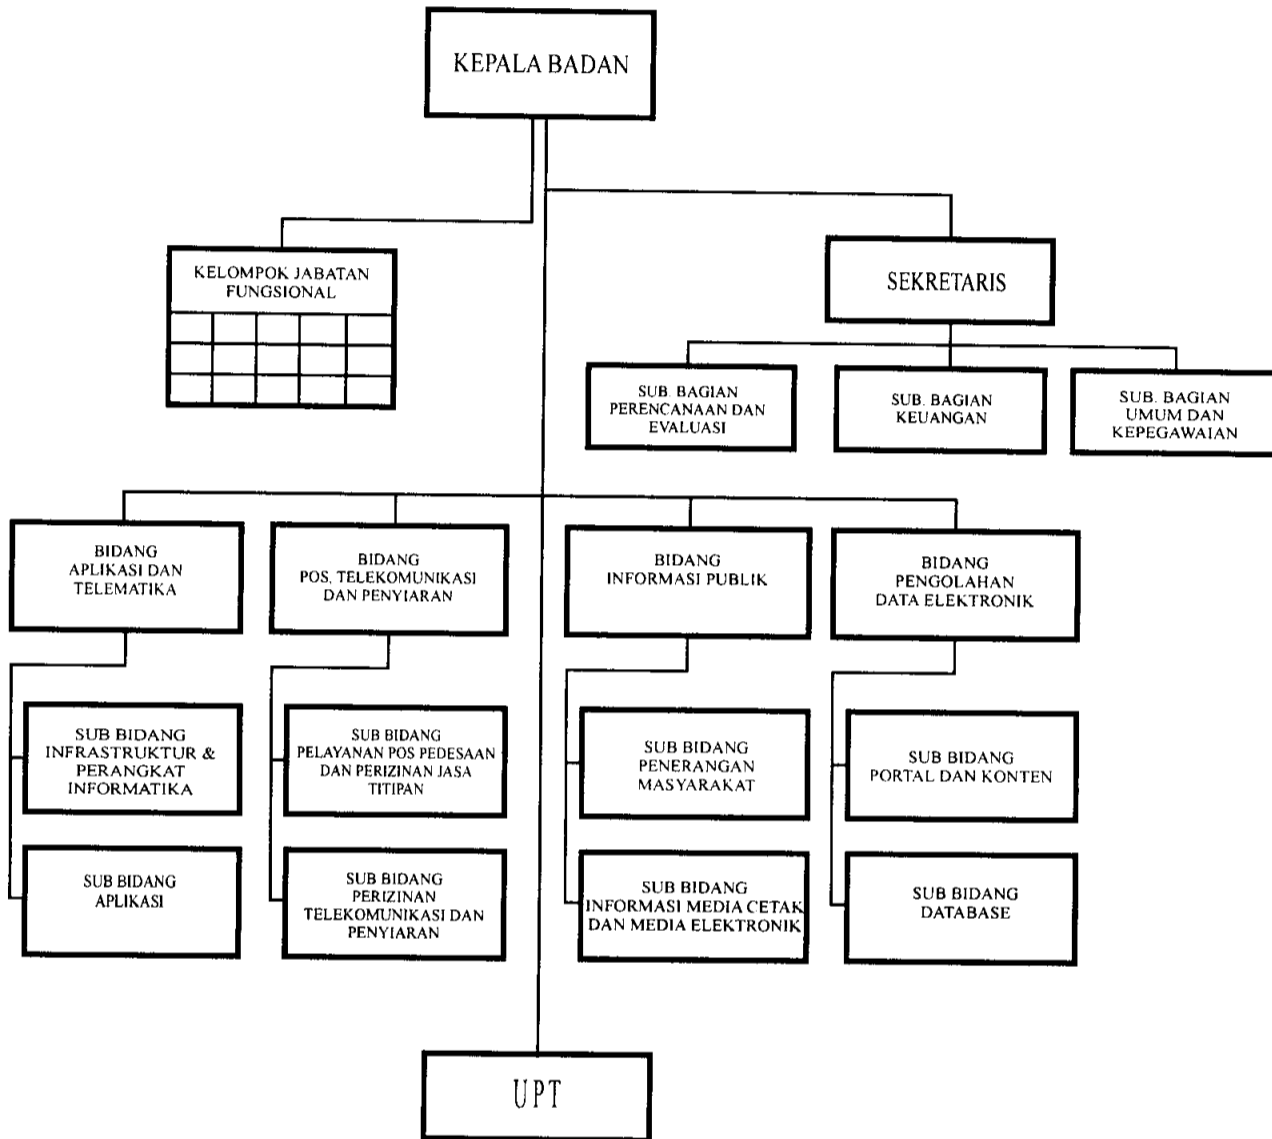 KEPALA BADAN
KELOMPOK JABATAN
FUNGSIONAL
SEKRETARIS
SUB. BAGIAN
PERENCANAAN DAN
EVALUASI
SUB. BAGIAN
KEUANGAN
SUB. BAGIAN
UMUM DAN
KEPEGAWAIAN
BIDANG
APLIKASI DAN
TELEMATIKA
BIDANG
POS, TELEKOMUNIKASI
DAN PENYIARAN
BIDANG
INFORMASI PUBLIK
BIDANG
PENGOLAHAN
DATA ELEKTRONIK
SUB BIDANG
INFRASTRUKTUR &
PERANGKAT
INFORMATIKA
SUB BIDANG
PELAYANAN POS PEDESAAN
DAN PERIZINAN JASA
TITIPAN
SUB BIDANG
PENERANGAN
MASYARAKAT
SUB BIDANG
PORTAL DAN KONTEN
SUB BIDANG
APLIKASI
SUB BIDANG
PERIZINAN
TELEKOMUNIKASI DAN
PENYIARAN
SUB BIDANG
INFORMASI MEDIA CETAK
DAN MEDIA ELEKTRONIK
SUB BIDANG
DATABASE
UPT